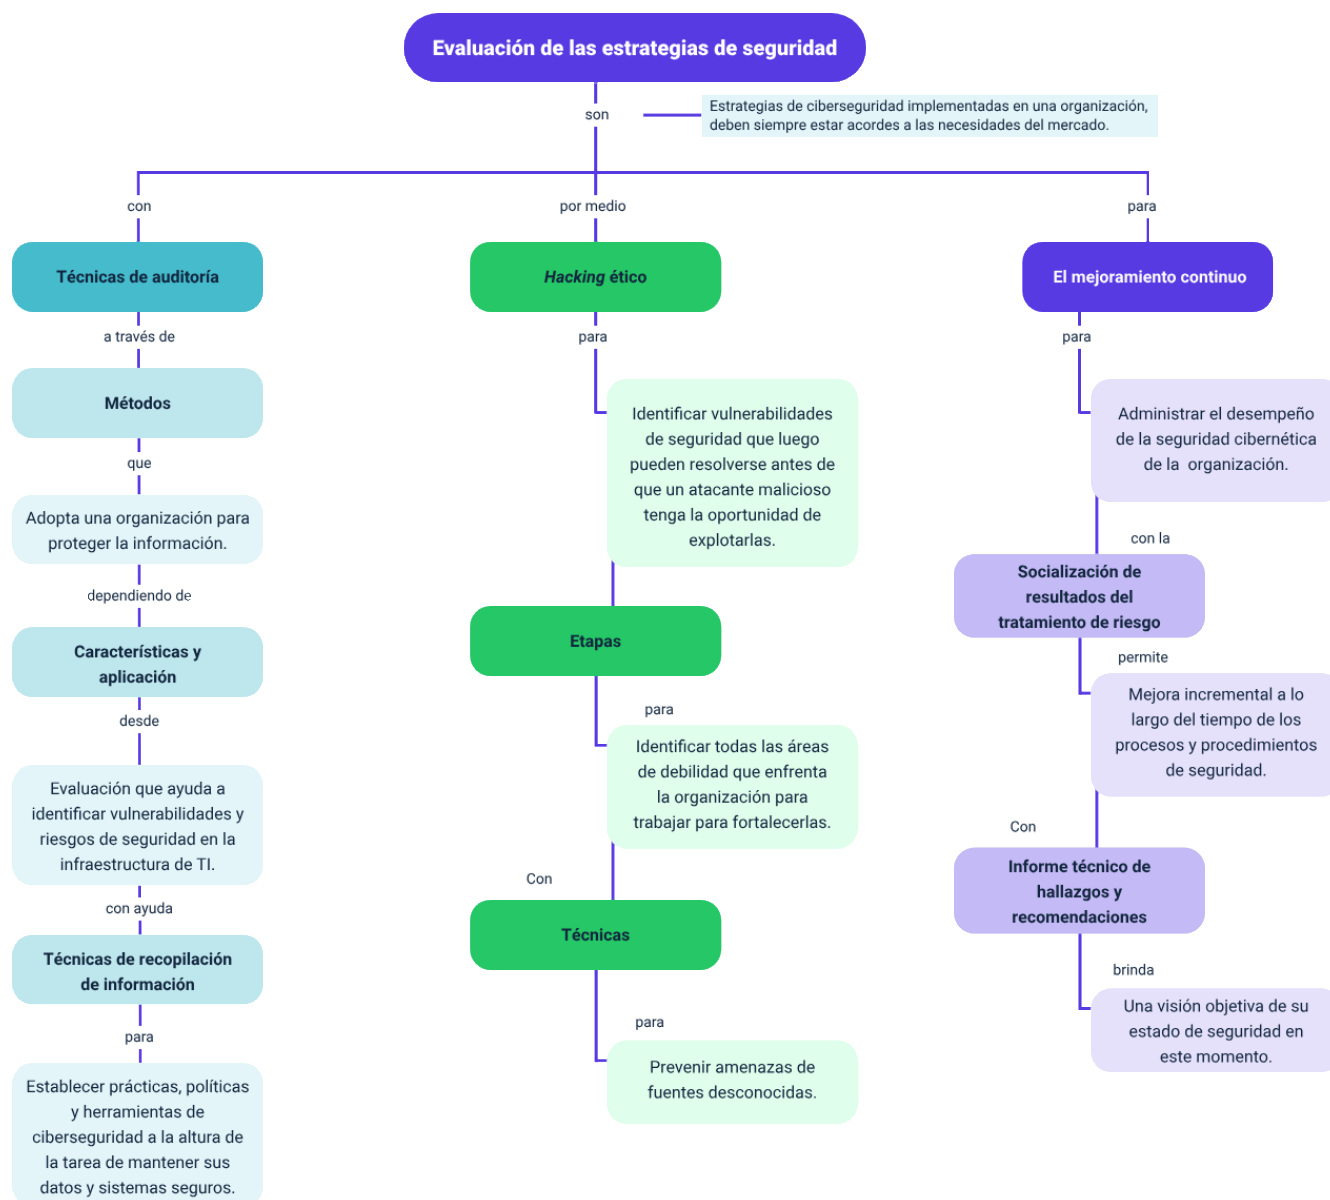 Evaluación de las estrategias de seguridad
son
Estrategias de ciberseguridad implementadas en una organización,
deben siempre estar acordes a las necesidades del mercado.
con
Técnicas de auditoría
a través de
Métodos
que
Adopta una organización para
proteger la información.
dependiendo de
Características y
aplicación
desde
Evaluación que ayuda a
identificar vulnerabilidades y
riesgos de seguridad en la
infraestructura de TI.
con ayuda
Técnicas de recopilación
de información
para
Establecer prácticas, políticas
y herramientas de
ciberseguridad a la altura de
la tarea de mantener sus
datos y sistemas seguros.
por medio
Hacking ético
para
Identificar vulnerabilidades
de seguridad que luego
pueden resolverse antes de
que un atacante malicioso
tenga la oportunidad de
explotarlas.
Etapas
para
Identificar todas las áreas
de debilidad que enfrenta
la organización para
trabajar para fortalecerlas.
Con
Técnicas
para
Prevenir amenazas de
fuentes desconocidas.
para
El mejoramiento continuo
para
Administrar el desempeño
de la seguridad cibernética
de la organización.
con la
Socialización de
resultados del
tratamiento de riesgo
permite
Mejora incremental a lo
largo del tiempo de los
procesos y procedimientos
de seguridad.
Con
Informe técnico de
hallazgos y
recomendaciones
brinda
Una visión objetiva de su
estado de seguridad en
este momento.